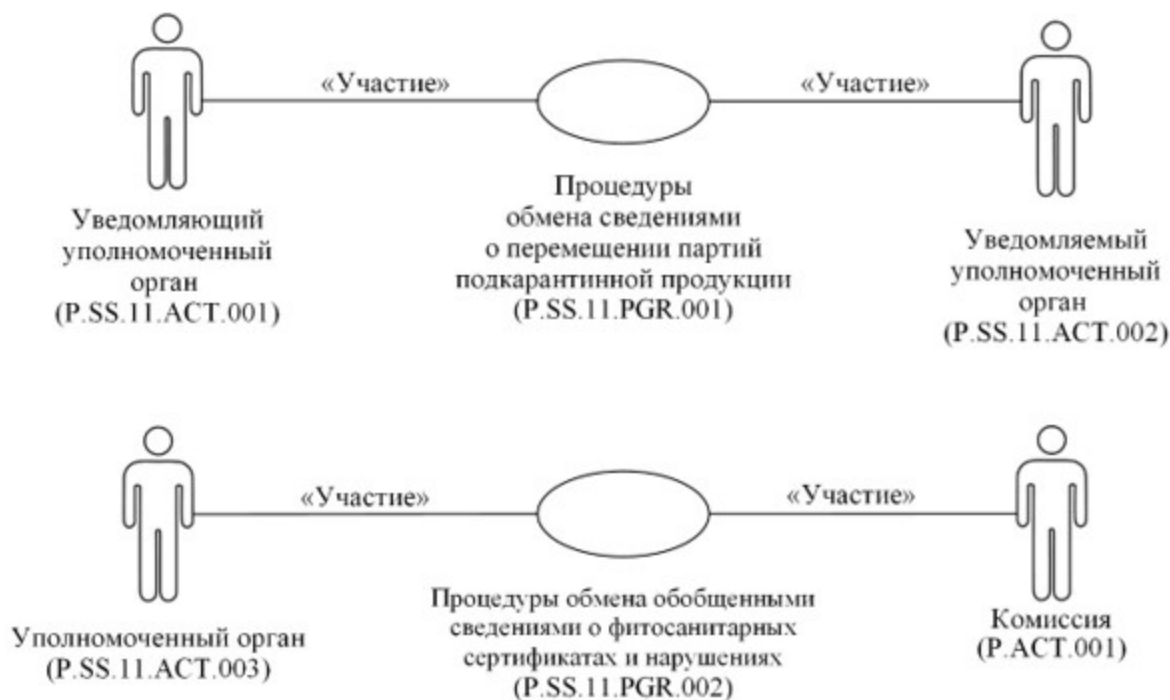 «Участие»
«Участие»
Уведомляющий
уполномоченный
орган
(P.SS.11.ACT.001)
Процедуры
обмена сведениями
о перемещении партий
подкарантинной продукции
(P.SS.11.PGR.001)
Уведомляемый
уполномоченный
орган
(P.SS.11.ACT.002)
«Участие»
«Участие»
Уполномоченный орган
(P.SS.11.ACT.003)
Процедуры обмена обобщенными
сведениями о фитосанитарных
сертификатах и нарушениях
(P.SS.11.PGR.002)
Комиссия
(P.ACT.001)